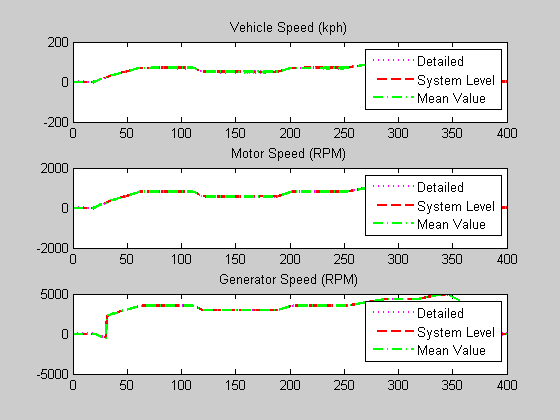 Vehicle Speed (kph)
200
0
-200
Detailed
System Level
Mean Value
0 50 100 150 200 250 300 350 400
Motor Speed (RPM)
2000
0
-2000
Detailed
System Level
Mean Value
0 50 100 150 200 250 300 350 400
Generator Speed (RPM)
5000
0
-5000
Detailed
System Level
Mean Value
0 50 100 150 200 250 300 350 400